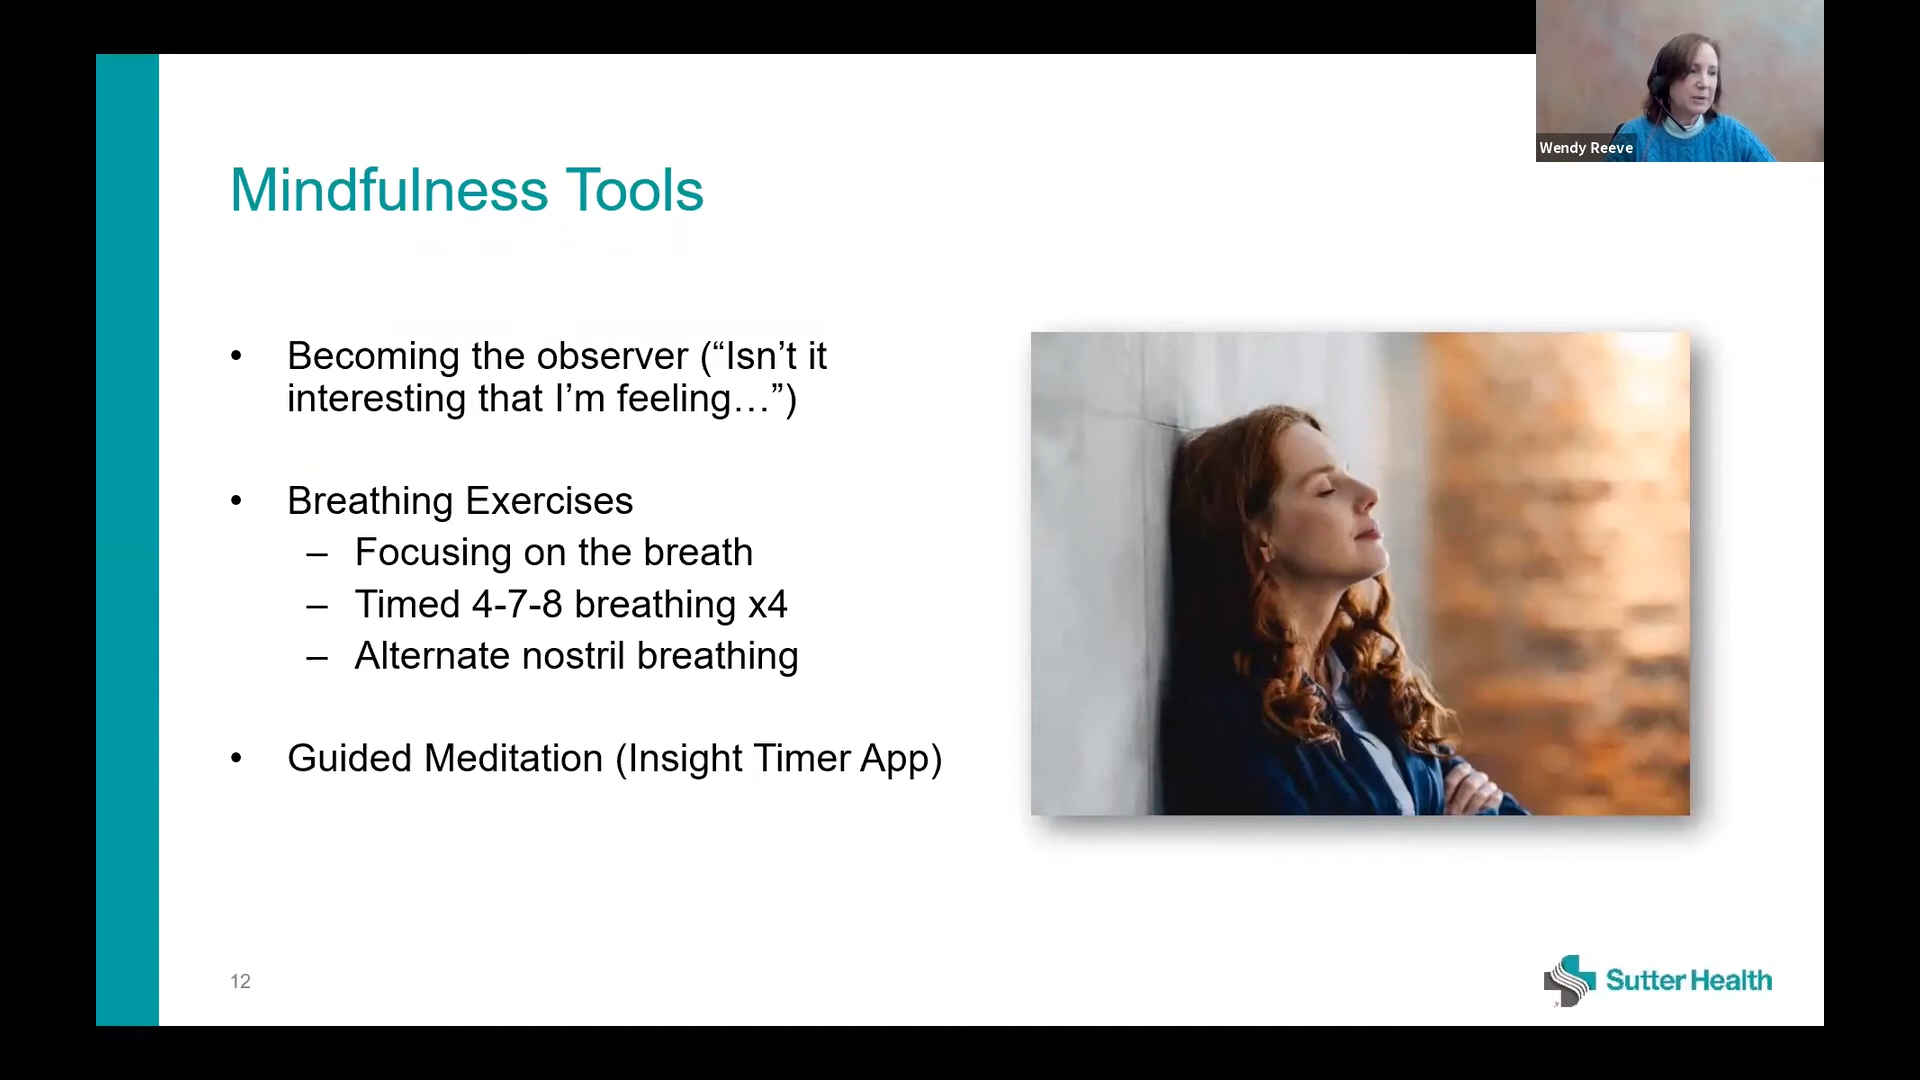 Wendy Reeve
Mindfulness Tools
• Becoming the observer (“Isn’t it
interesting that I’m feeling…”)
• Breathing Exercises
– Focusing on the breath
– Timed 4-7-8 breathing x4
– Alternate nostril breathing
• Guided Meditation (Insight Timer App)
12
Sutter Health